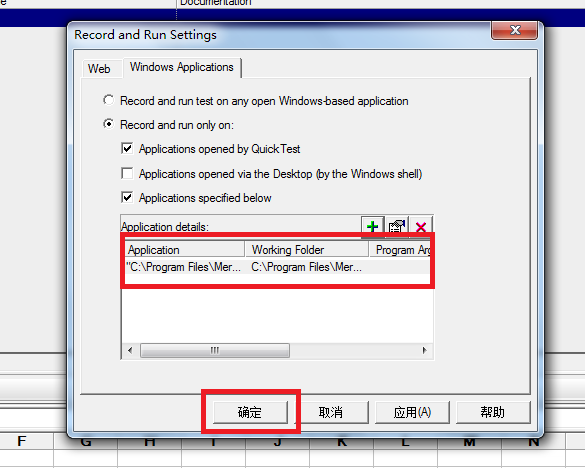 Documentation
Record and Run Settings
Web
Windows Applications
Record and run test on any open Windows-based application
Record and run only on:
Applications opened by QuickTest
Applications opened via the Desktop (by the Windows shell)
Applications specified below
Application details:
Application Working Folder Program Arg
"C:\Program Files\Mer... C:\Program Files\Mer...
确定 取消 应用(A) 帮助
F G H I J K L M N